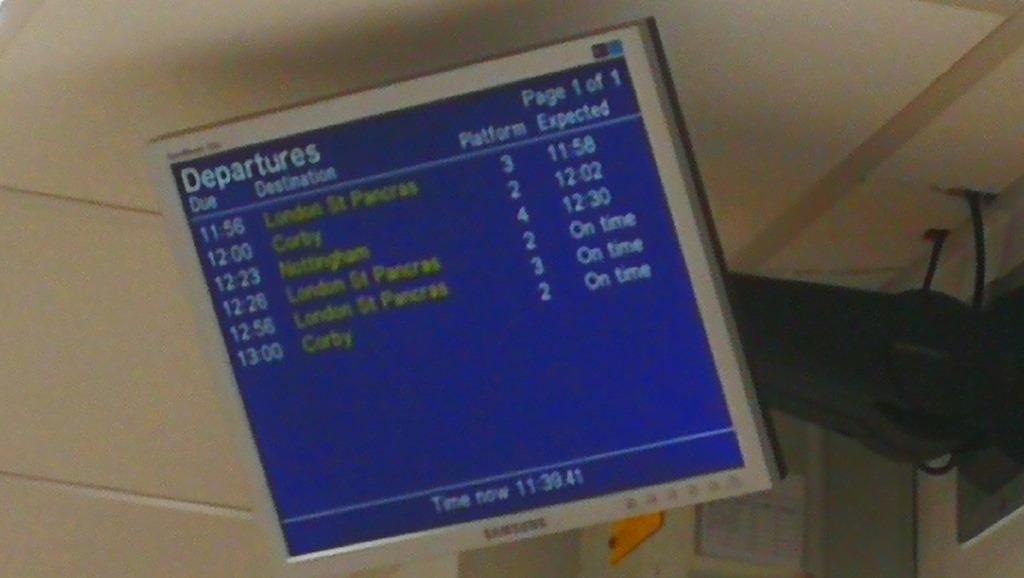 Page 1 of 1
Departures
Due Destination Platform Expected
11:56 London St Pancras 3 11:58
12:00 Corby 2 12:02
12:23 Nottingham 4 12:30
12:26 London St Pancras 2 On time
12:56 London St Pancras 3 On time
13:00 Corby 2 On time
Time now 11:39:41
SAMSUNG